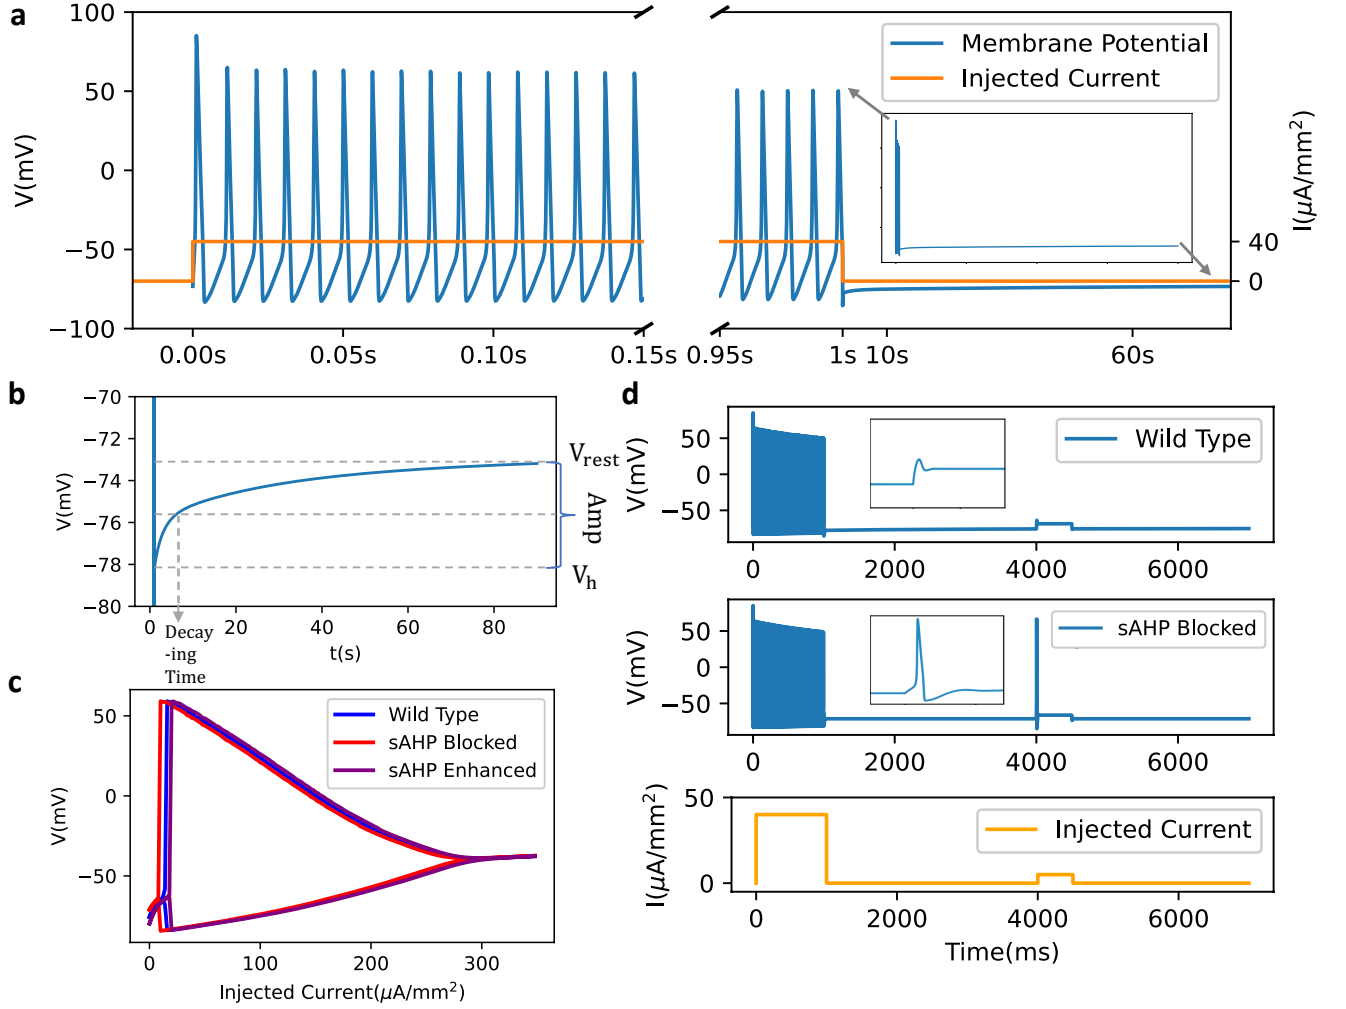 a
100
50
0
−50
−100
V(mV)
Membrane Potential
Injected Current
I(μA/mm²)
40
0
0.00s 0.05s 0.10s 0.15s 0.95s 1s 10s 60s
b
−70
−72
−74
−76
−78
−80
V(mV)
V_rest
Amp
V_h
0 20 40 60 80
t(s)
Decay
-ing
Time
c
50
0
−50
V(mV)
Wild Type
sAHP Blocked
sAHP Enhanced
0 100 200 300
Injected Current(μA/mm²)
d
50
0
−50
V(mV)
Wild Type
0 2000 4000 6000
50
0
−50
V(mV)
sAHP Blocked
0 2000 4000 6000
50
0
I(μA/mm²)
Injected Current
0 2000 4000 6000
Time(ms)